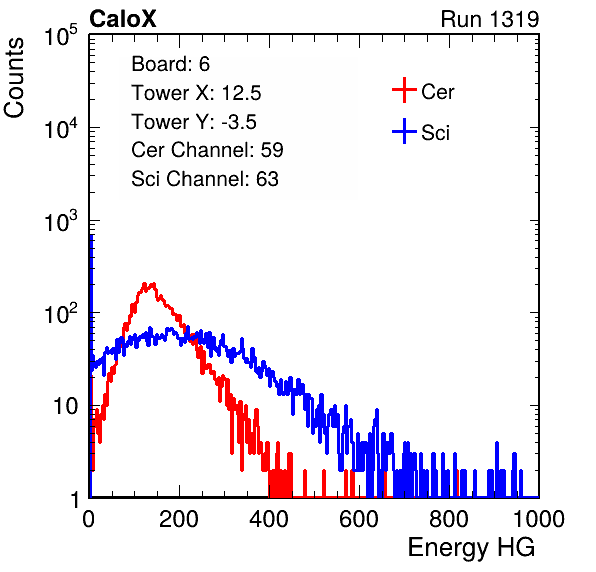 CaloX Run 1319
Counts
10^5
10^4
10^3
10^2
10
1
Board: 6
Tower X: 12.5
Tower Y: -3.5
Cer Channel: 59
Sci Channel: 63
Cer
Sci
0 200 400 600 800 1000
Energy HG